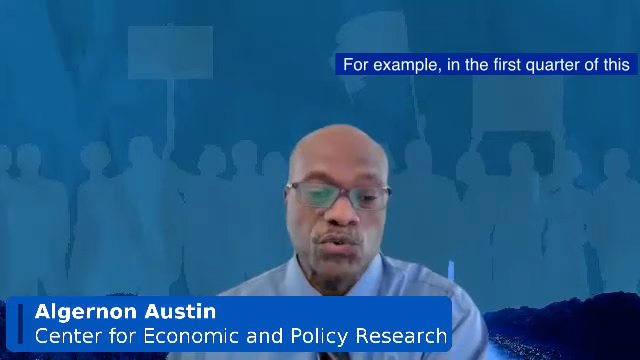 For example, in the first quarter of this
Algernon Austin
Center for Economic and Policy Research